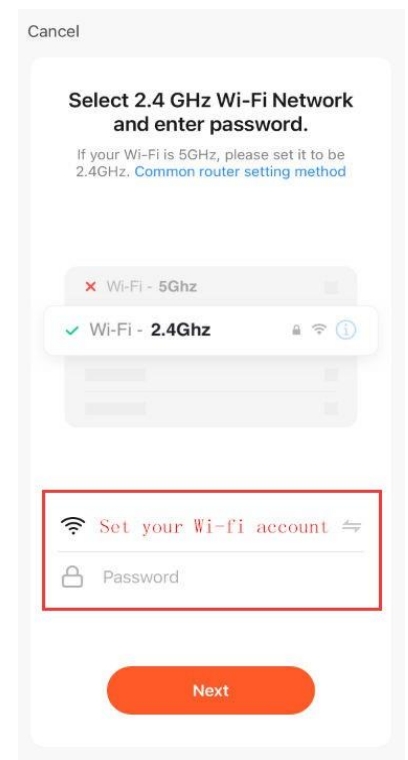 Cancel
Select 2.4 GHz Wi-Fi Network
and enter password.
If your Wi-Fi is 5GHz, please set it to be
2.4GHz. Common router setting method
Wi-Fi - 5Ghz
Wi-Fi - 2.4Ghz
Set your Wi-fi account
Password
Next